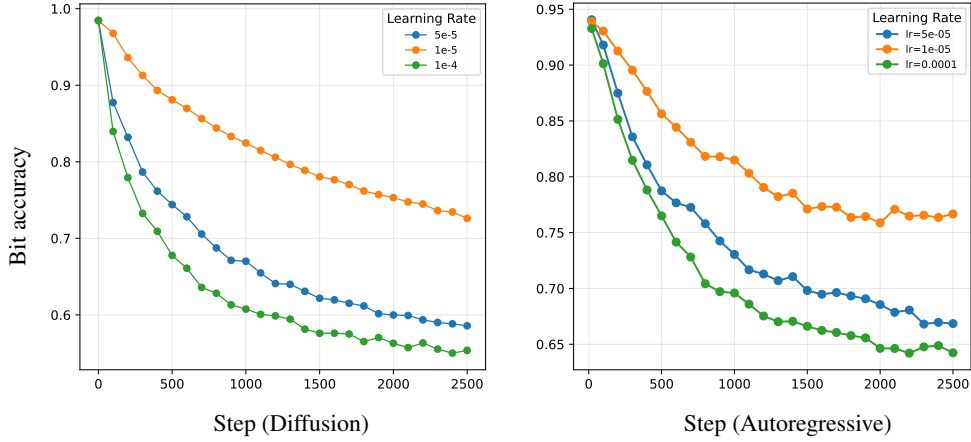 Bit accuracy
1.0
0.9
0.8
0.7
0.6
Learning Rate
5e-5
1e-5
1e-4
0 500 1000 1500 2000 2500
Step (Diffusion)
0.95
0.90
0.85
0.80
0.75
0.70
0.65
Learning Rate
lr=5e-05
lr=1e-05
lr=0.0001
0 500 1000 1500 2000 2500
Step (Autoregressive)